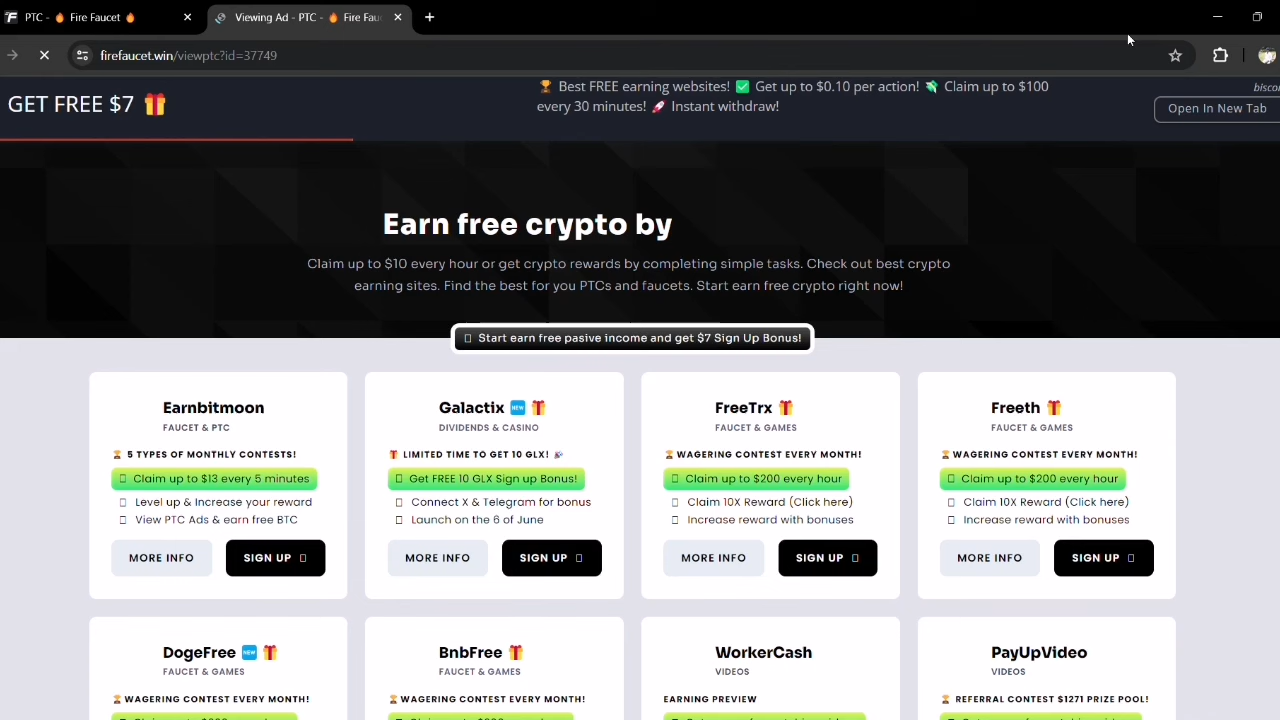 PTC - 🔥 Fire Faucet 🔥
Viewing Ad - PTC - 🔥 Fire Fau
firefaucet.win/viewptc?id=37749
GET FREE $7 🎁
🏆 Best FREE earning websites! ✅ Get up to $0.10 per action! 💸 Claim up to $100
every 30 minutes! 🚀 Instant withdraw!
Open In New Tab
Earn free crypto by
Claim up to $10 every hour or get crypto rewards by completing simple tasks. Check out best crypto
earning sites. Find the best for you PTCs and faucets. Start earn free crypto right now!
Start earn free pasive income and get $7 Sign Up Bonus!
Earnbitmoon
FAUCET & PTC
🏆 5 TYPES OF MONTHLY CONTESTS!
Claim up to $13 every 5 minutes
Level up & Increase your reward
View PTC Ads & earn free BTC
MORE INFO
SIGN UP
Galactix 🆕 🎁
DIVIDENDS & CASINO
🎁 LIMITED TIME TO GET 10 GLX! 🎉
Get FREE 10 GLX Sign up Bonus!
Connect X & Telegram for bonus
Launch on the 6 of June
MORE INFO
SIGN UP
FreeTrx 🎁
FAUCET & GAMES
🏆 WAGERING CONTEST EVERY MONTH!
Claim up to $200 every hour
Claim 10X Reward (Click here)
Increase reward with bonuses
MORE INFO
SIGN UP
Freeth 🎁
FAUCET & GAMES
🏆 WAGERING CONTEST EVERY MONTH!
Claim up to $200 every hour
Claim 10X Reward (Click here)
Increase reward with bonuses
MORE INFO
SIGN UP
DogeFree 🆕 🎁
FAUCET & GAMES
🏆 WAGERING CONTEST EVERY MONTH!
BnbFree 🎁
FAUCET & GAMES
🏆 WAGERING CONTEST EVERY MONTH!
WorkerCash
VIDEOS
EARNING PREVIEW
PayUpVideo
VIDEOS
🏆 REFERRAL CONTEST $1271 PRIZE POOL!